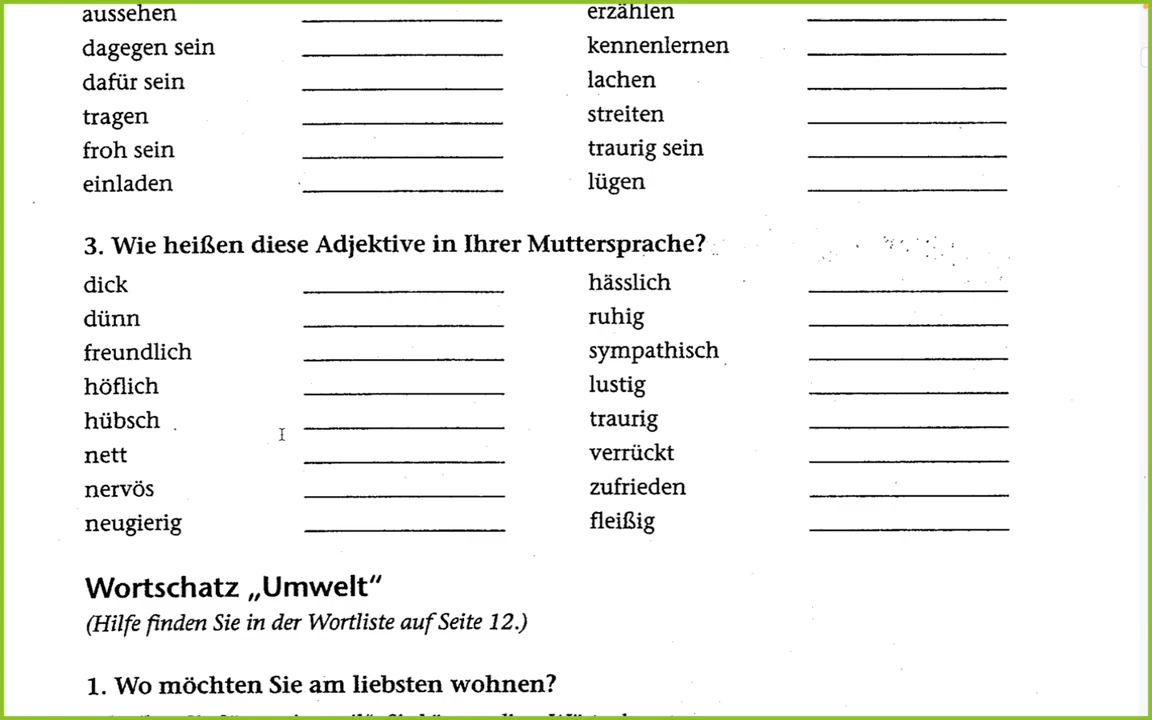 aussehen erzählen
dagegen sein kennenlernen
dafür sein lachen
tragen streiten
froh sein traurig sein
einladen lügen
3. Wie heißen diese Adjektive in Ihrer Muttersprache?
dick hässlich
dünn ruhig
freundlich sympathisch
höflich lustig
hübsch traurig
nett verrückt
nervös zufrieden
neugierig fleißig
Wortschatz „Umwelt“
(Hilfe finden Sie in der Wortliste auf Seite 12.)
1. Wo möchten Sie am liebsten wohnen?